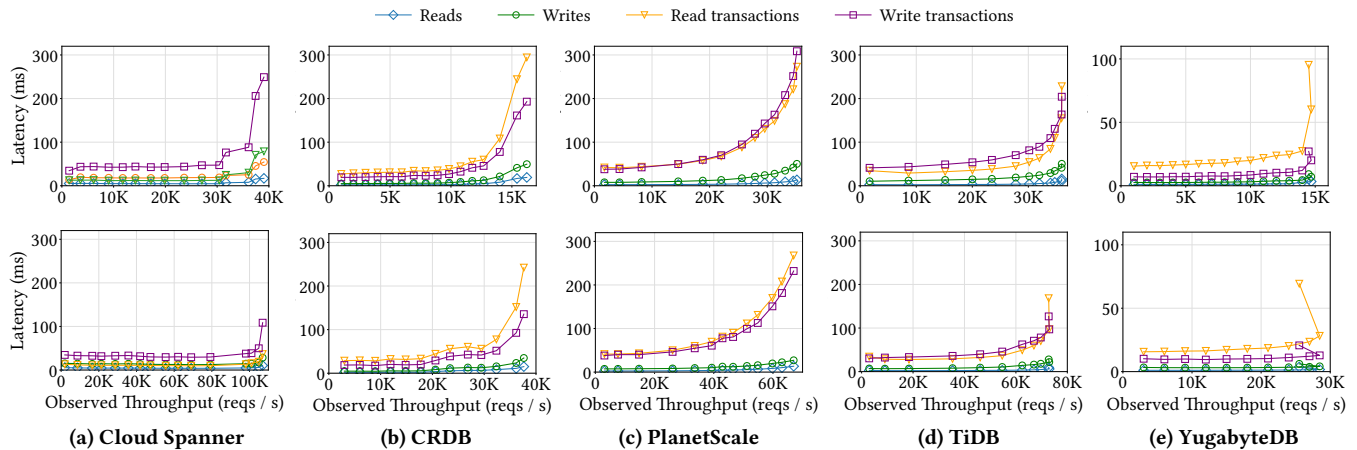 Reads Writes Read transactions Write transactions
Latency (ms)
300
200
100
0
0 10K 20K 30K 40K
300
200
100
0
0 5K 10K 15K
300
200
100
0
0 10K 20K 30K
300
200
100
0
10K 20K 30K
100
50
0
0 5K 10K 15K
Latency (ms)
300
200
100
0
0 20K 40K 60K 80K 100K
300
200
100
0
0 10K 20K 30K 40K
300
200
100
0
0 20K 40K 60K
300
200
100
0
0 20K 40K 60K 80K
100
50
0
0 10K 20K 30K
Observed Throughput (reqs / s) Observed Throughput (reqs / s) Observed Throughput (reqs / s) Observed Throughput (reqs / s) Observed Throughput (reqs / s)
(a) Cloud Spanner (b) CRDB (c) PlanetScale (d) TiDB (e) YugabyteDB